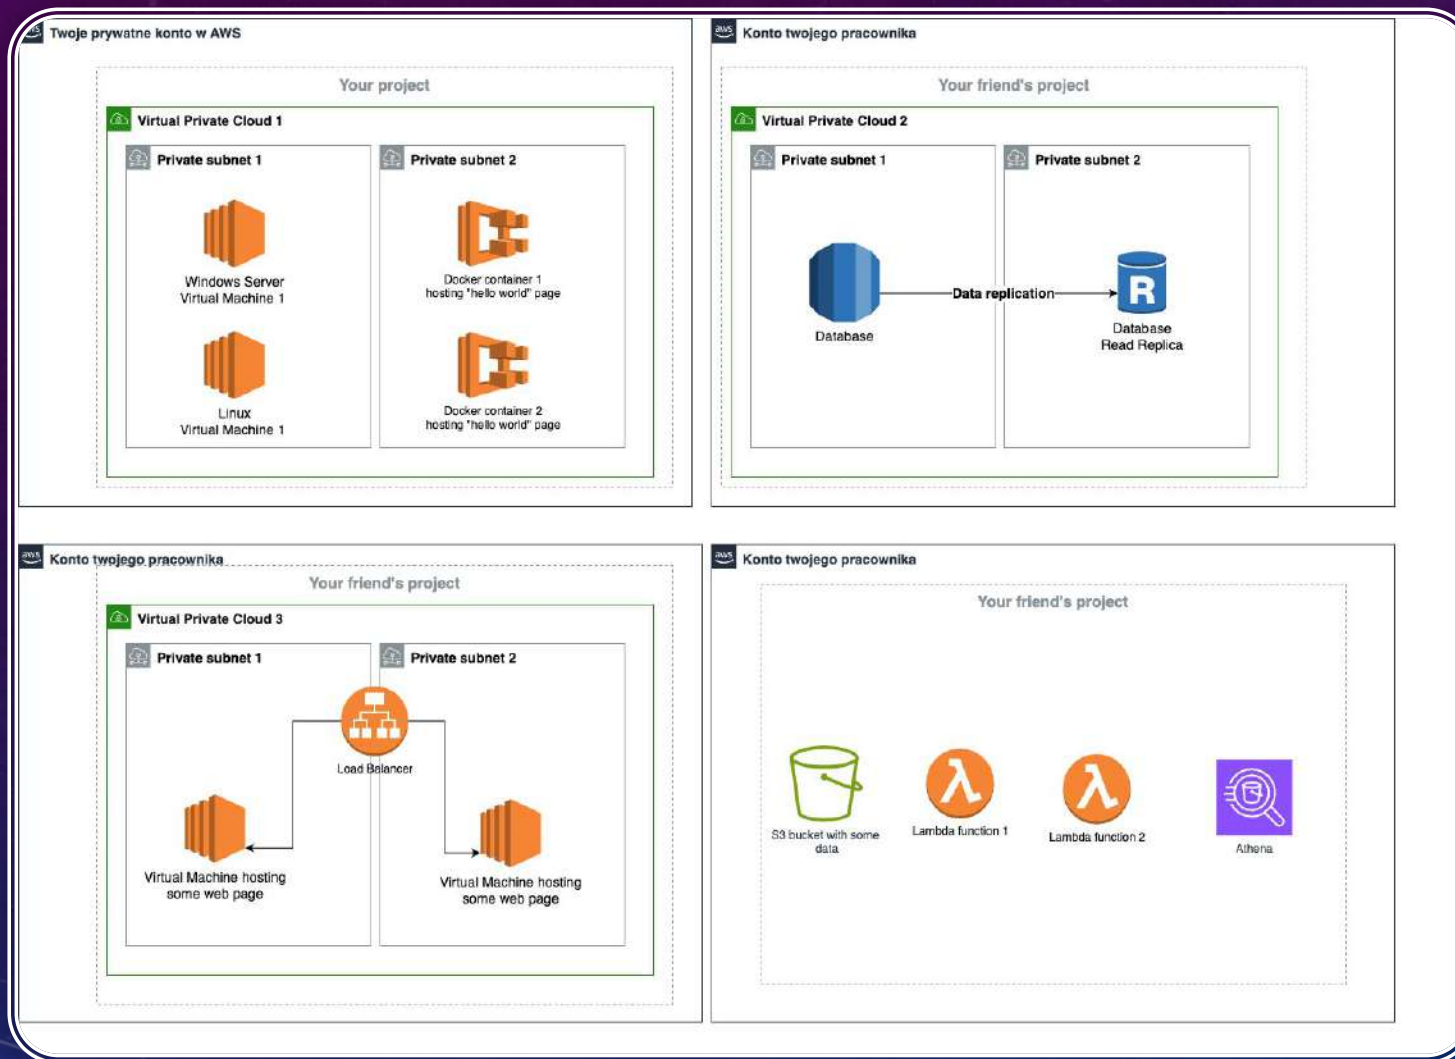 aws Twoje prywatne konto w AWS
Your project
Virtual Private Cloud 1
Private subnet 1
Private subnet 2
Windows Server
Virtual Machine 1
Docker container 1
hosting "hello world" page
Linux
Virtual Machine 1
Docker container 2
hosting "hello world" page
aws Konto twojego pracownika
Your friend's project
Virtual Private Cloud 2
Private subnet 1
Private subnet 2
Database
Data replication
R
Database
Read Replica
aws Konto twojego pracownika
Your friend's project
Virtual Private Cloud 3
Private subnet 1
Private subnet 2
Load Balancer
Virtual Machine hosting
some web page
Virtual Machine hosting
some web page
aws Konto twojego pracownika
Your friend's project
S3 bucket with some
data
λ
Lambda function 1
λ
Lambda function 2
Athena